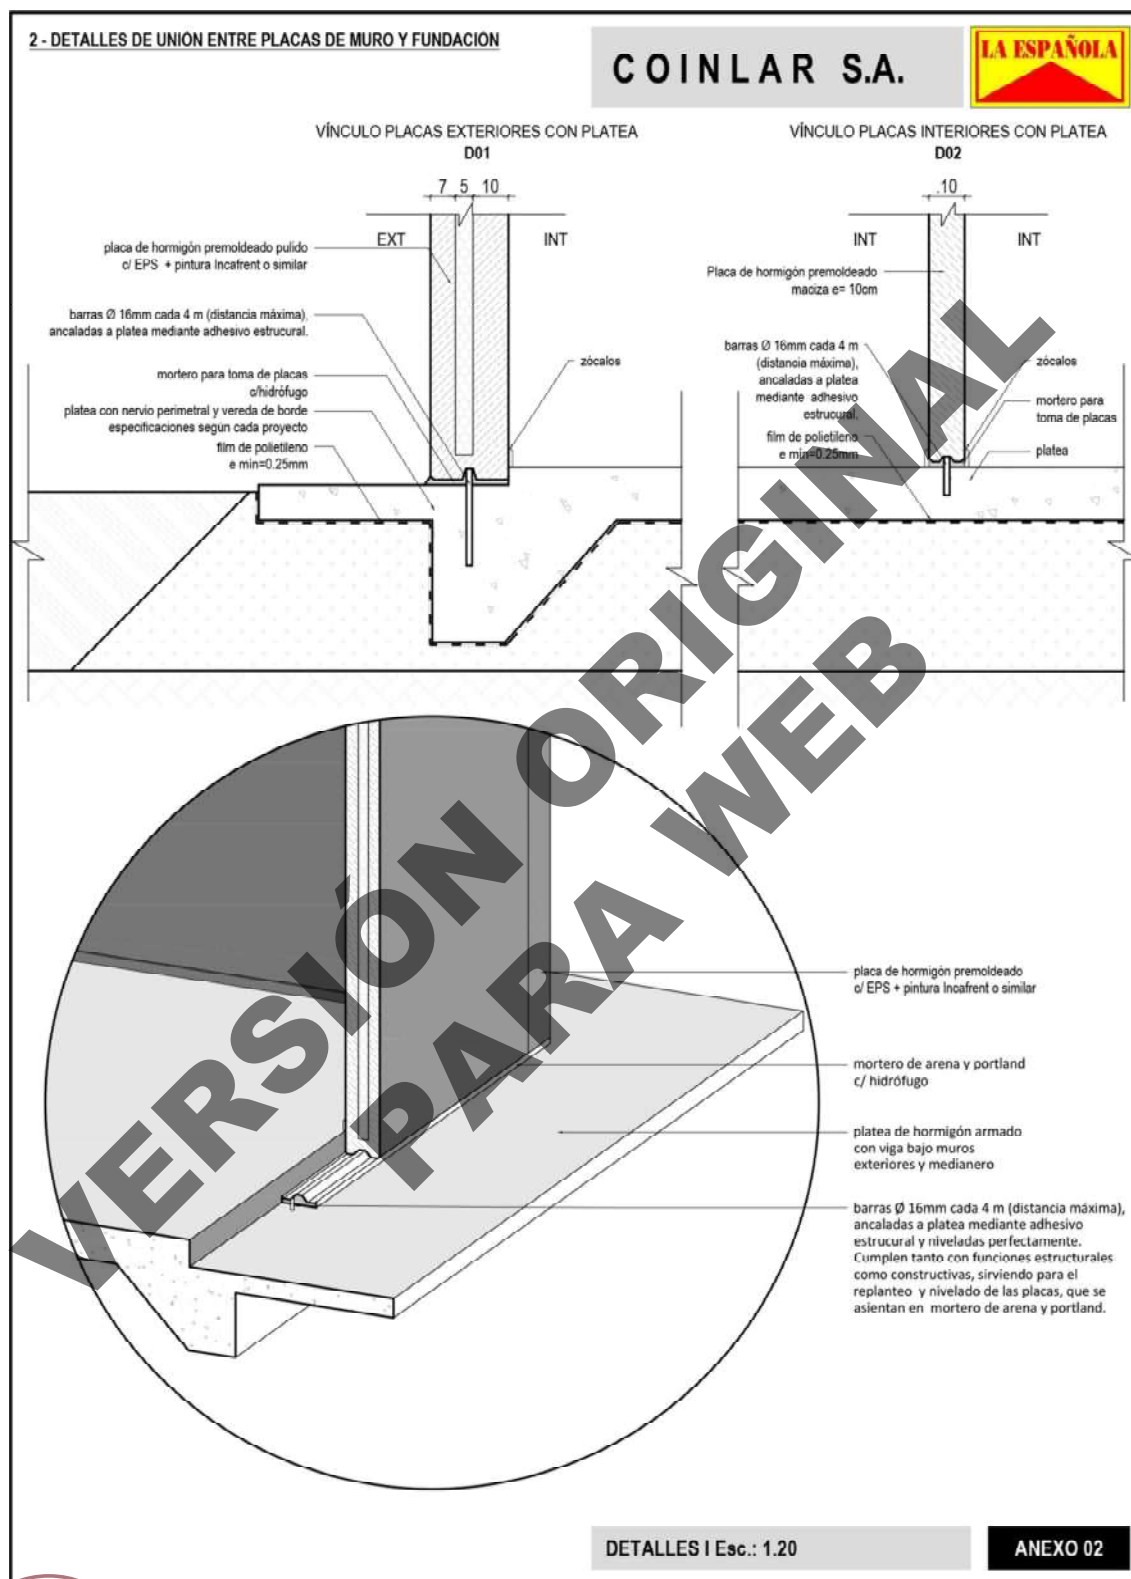 2 - DETALLES DE UNIÓN ENTRE PLACAS DE MURO Y FUNDACIÓN
COINLAR S.A.
LA ESPAÑOLA
VÍNCULO PLACAS EXTERIORES CON PLATEA
D01
7 5 10
EXT
INT
placa de hormigón premoldeado pulido
c/ EPS + pintura Incafrent o similar
barras Ø 16mm cada 4 m (distancia máxima),
ancaladas a platea mediante adhesivo estrucural.
mortero para toma de placas
c/hidrófugo
platea con nervio perimetral y vereda de borde
especificaciones según cada proyecto
film de polietileno
e min=0.25mm
zócalos
VÍNCULO PLACAS INTERIORES CON PLATEA
D02
.10
INT
INT
Placa de hormigón premoldeado
maciza e= 10cm
barras Ø 16mm cada 4 m
(distancia máxima),
ancaladas a platea
mediante adhesivo
estrucural.
film de polietileno
e min=0.25mm
zócalos
mortero para
toma de placas
platea
VERSIÓN ORIGINAL
PARA WEB
placa de hormigón premoldeado
c/ EPS + pintura Incafrent o similar
mortero de arena y portland
c/ hidrófugo
platea de hormigón armado
con viga bajo muros
exteriores y medianero
barras Ø 16mm cada 4 m (distancia máxima),
ancaladas a platea mediante adhesivo
estrucural y niveladas perfectamente.
Cumplen tanto con funciones estructurales
como constructivas, sirviendo para el
replanteo y nivelado de las placas, que se
asientan en mortero de arena y portland.
DETALLES I Esc.: 1.20
ANEXO 02